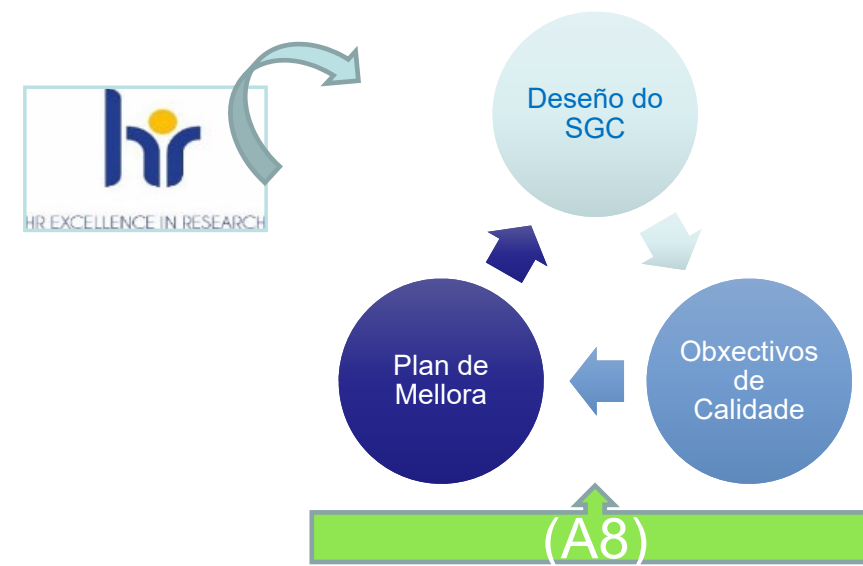 hr
HR EXCELLENCE IN RESEARCH
Deseño do
SGC
Plan de
Mellora
Obxectivos
de
Calidade
(A8)